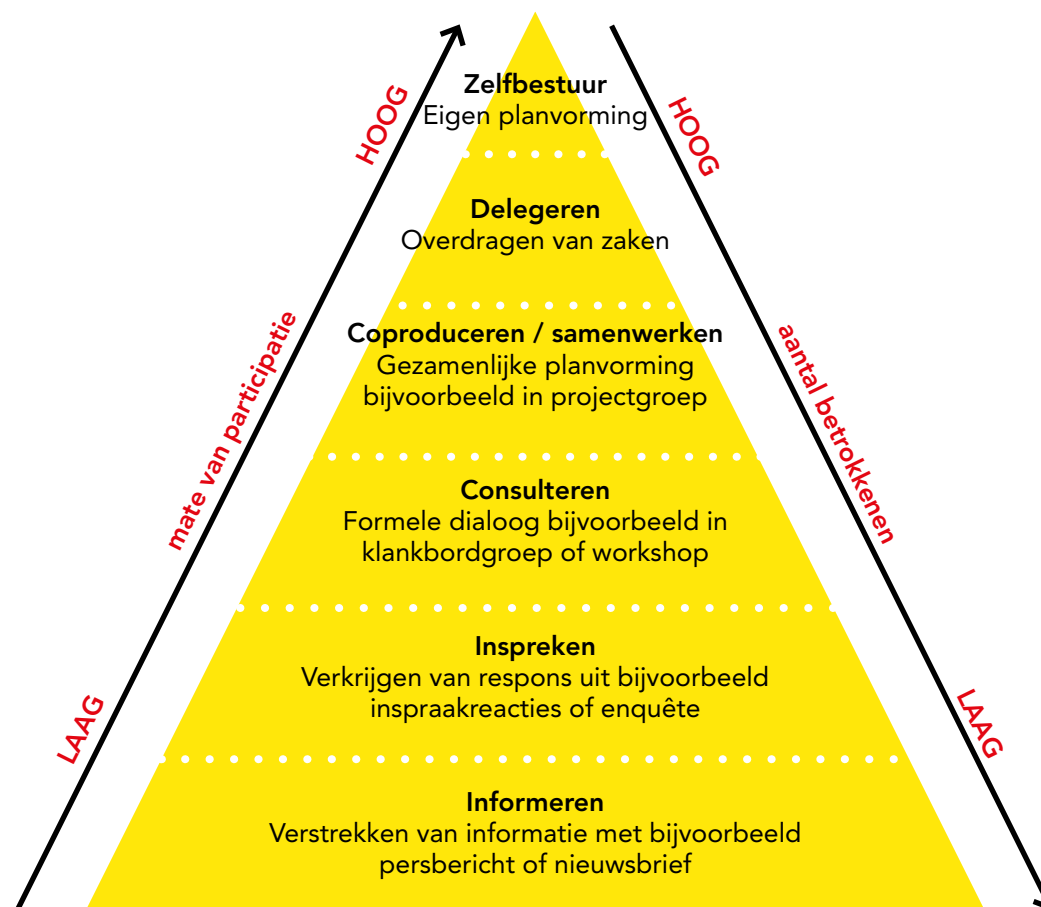 Zelfbestuur
Eigen planvorming
Delegeren
Overdragen van zaken
Coproduceren / samenwerken
Gezamenlijke planvorming
bijvoorbeeld in projectgroep
Consulteren
Formele dialoog bijvoorbeeld in
klankbordgroep of workshop
Inspreken
Verkrijgen van respons uit bijvoorbeeld
inspraakreacties of enquête
Informeren
Verstrekken van informatie met bijvoorbeeld
persbericht of nieuwsbrief
HOOG
mate van participatie
LAAG
HOOG
aantal betrokkenen
LAAG